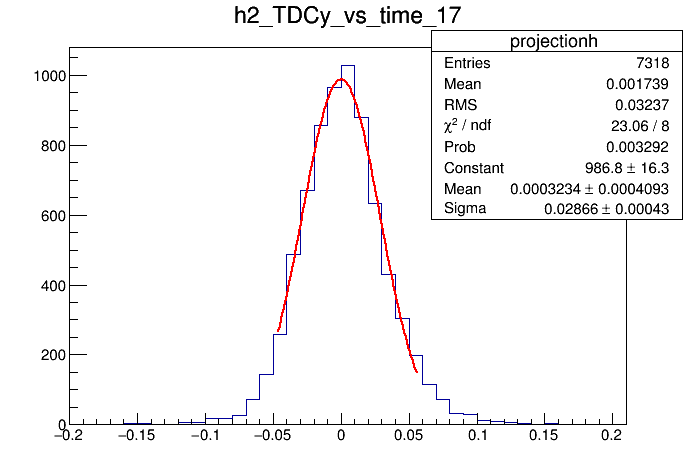 h2_TDCy_vs_time_17
projectionh
Entries 7318
Mean 0.001739
RMS 0.03237
χ² / ndf 23.06 / 8
Prob 0.003292
Constant 986.8 ± 16.3
Mean 0.0003234 ± 0.0004093
Sigma 0.02866 ± 0.00043
1000
800
600
400
200
0
−0.2 −0.15 −0.1 −0.05 0 0.05 0.1 0.15 0.2